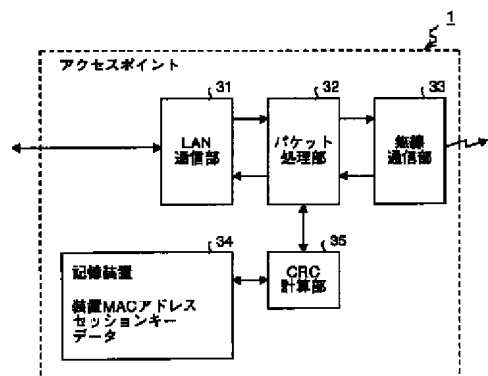 1
アクセスポイント
31
32
33
LAN
通信部
パケット
処理部
無線
通信部
34
35
記憶装置
装置MACアドレス
セッションキー
データ
CRC
計算部